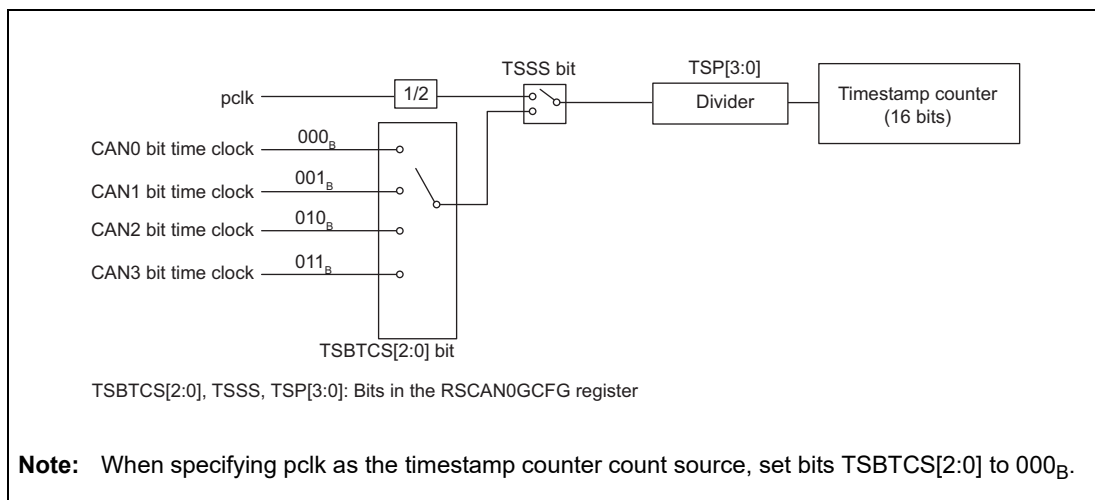 TSSS bit
TSP[3:0]
pclk
1/2
Divider
Timestamp counter
(16 bits)
CAN0 bit time clock
000B
CAN1 bit time clock
001B
CAN2 bit time clock
010B
CAN3 bit time clock
011B
TSBTCS[2:0] bit
TSBTCS[2:0], TSSS, TSP[3:0]: Bits in the RSCAN0GCFG register
Note: When specifying pclk as the timestamp counter count source, set bits TSBTCS[2:0] to 000B.